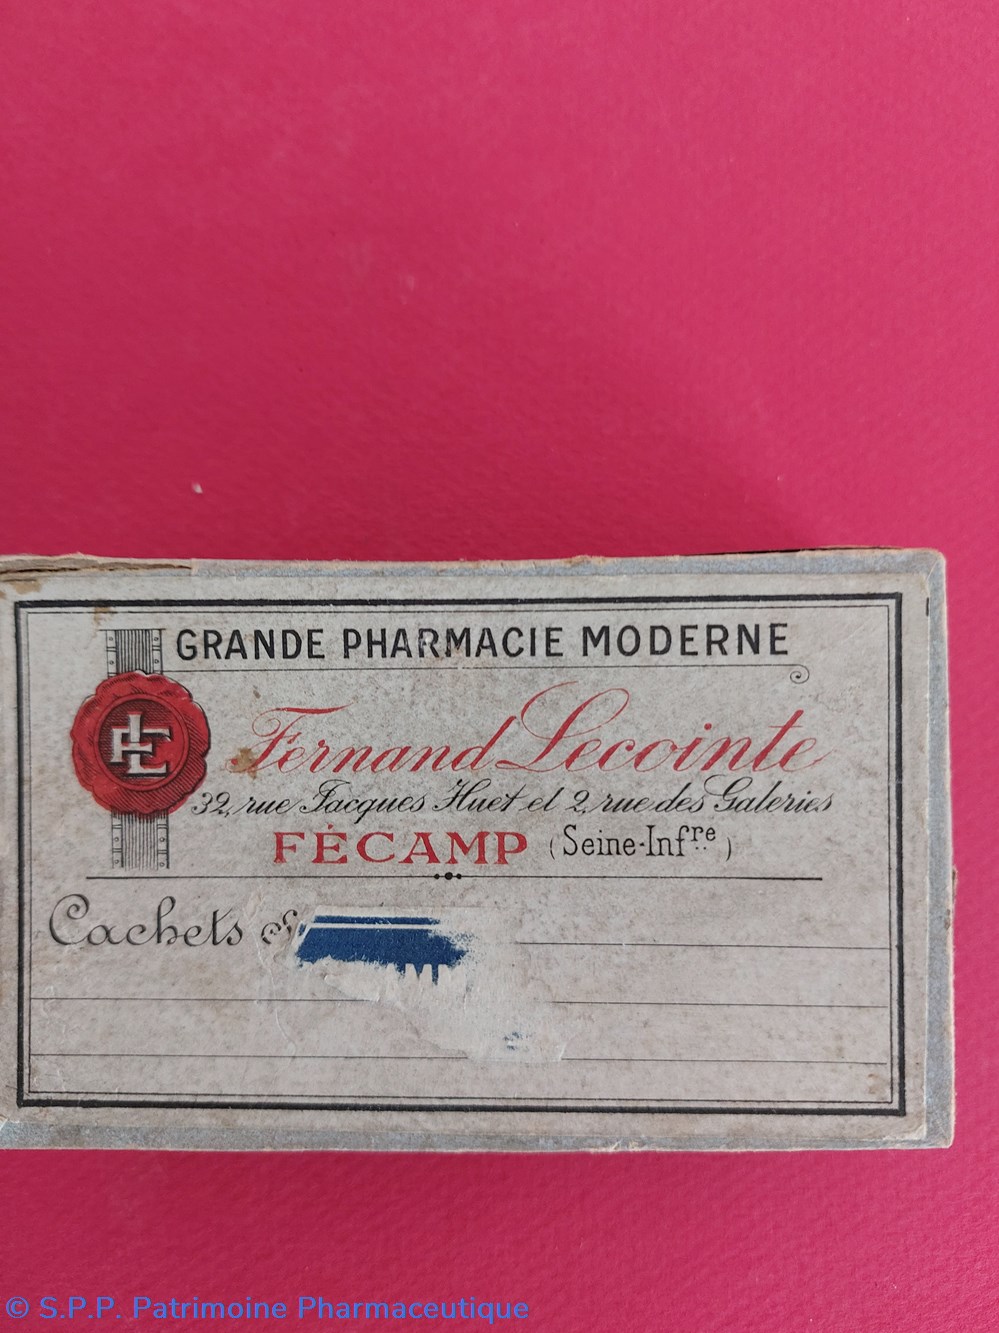 GRANDE PHARMACIE MODERNE
FL
Fernand Lecointe
32, rue Jacques Huet et 2, rue des Galeries
FÉCAMP (Seine-Infre)
Cachets
© S.P.P. Patrimoine Pharmaceutique